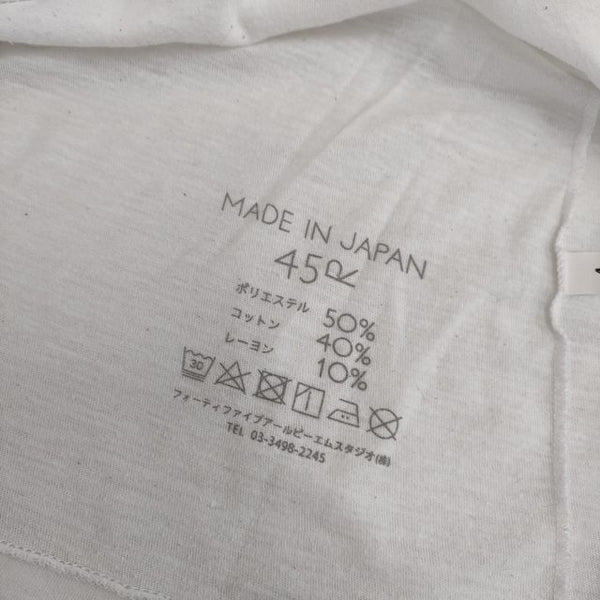 MADE IN JAPAN
45R
ポリエステル 50%
コットン 40%
レーヨン 10%
30
フォーティファイブアールピーエムスタジオ(株)
TEL 03-3498-2245